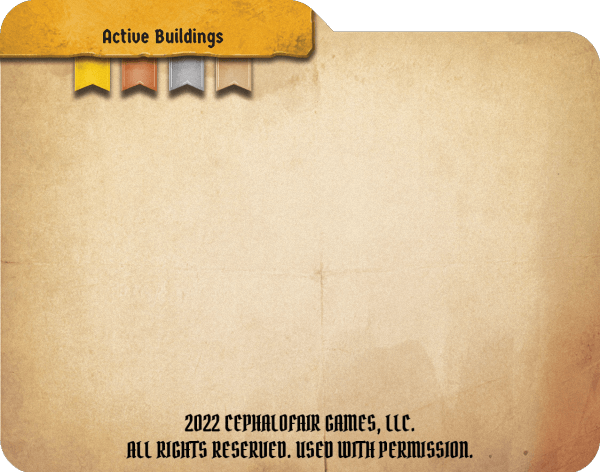 Active Buildings
2022 CEPHALOFAIR GAMES, LLC.
ALL RIGHTS RESERVED. USED WITH PERMISSION.